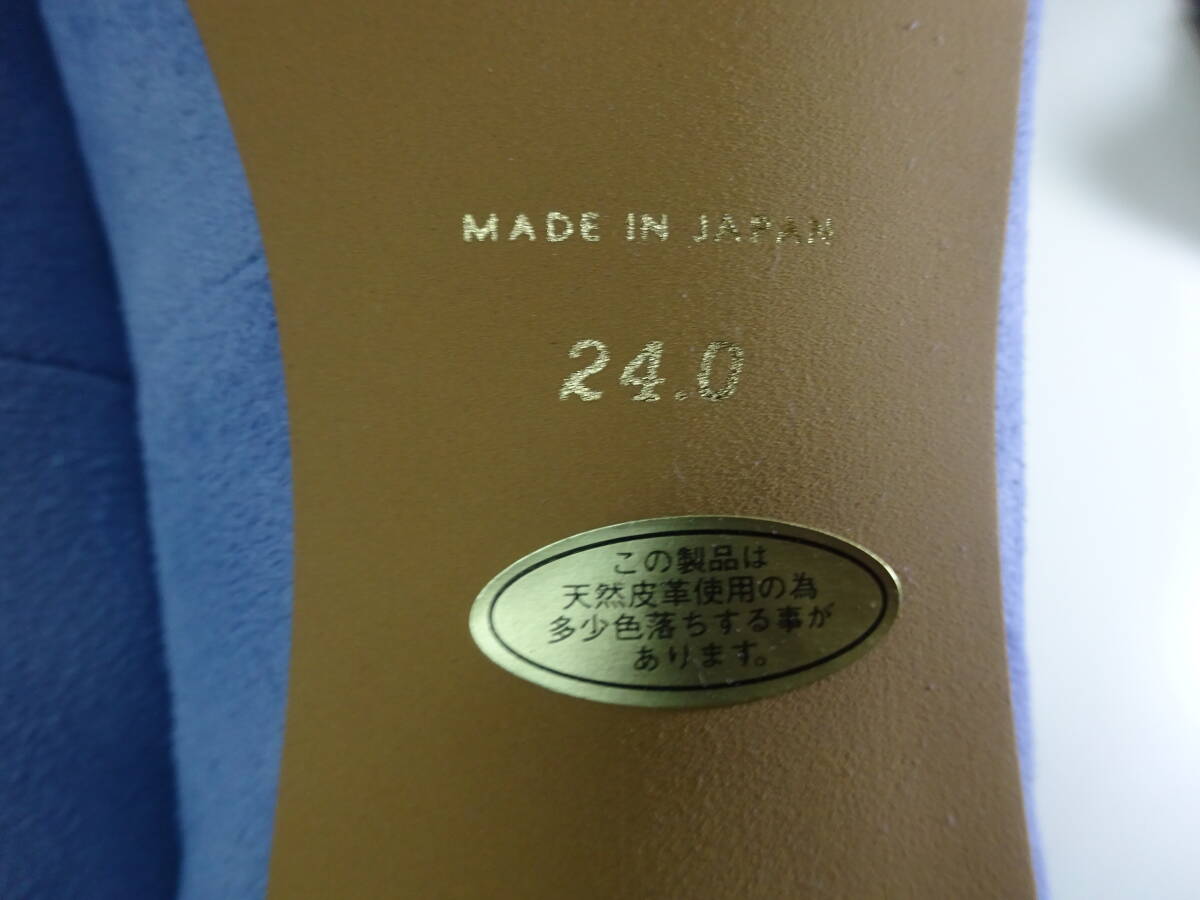 MADE IN JAPAN
24.0
この製品は
天然皮革使用の為
多少色落ちする事が
あります。